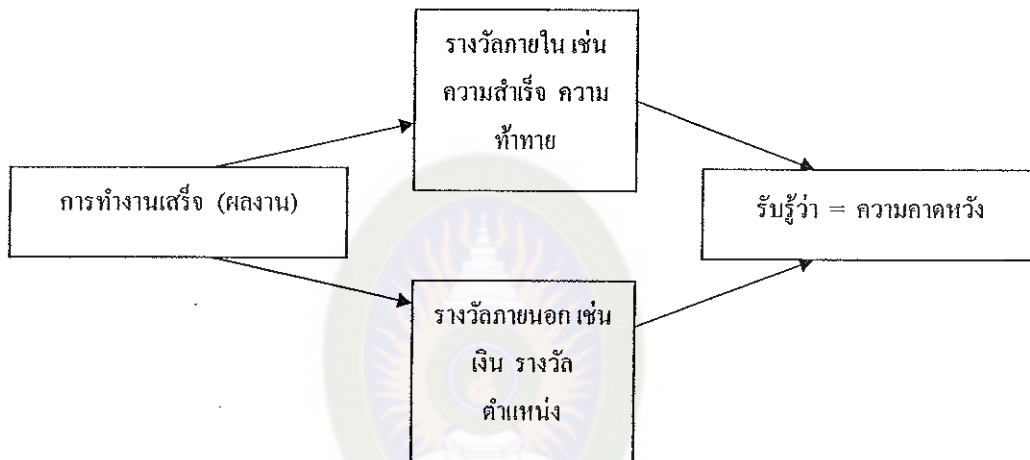 รางวัลภายใน เช่น
ความสำเร็จ ความ
ท้าทาย
การทำงานเสร็จ (ผลงาน)
รับรู้ว่า = ความคาดหวัง
รางวัลภายนอก เช่น
เงิน รางวัล
ตำแหน่ง